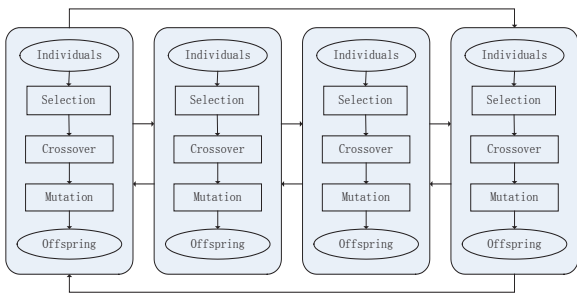 Individuals Individuals Individuals Individuals
Selection Selection Selection Selection
Crossover Crossover Crossover Crossover
Mutation Mutation Mutation Mutation
Offspring Offspring Offspring Offspring